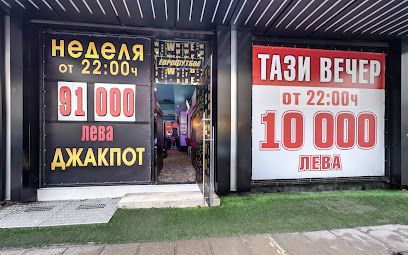 НЕДЕЛЯ
ОТ 22:00ч
91 000
ЛЕВА
ДЖАКПОТ
ЕВРОФУТБОЛ
ТАЗИ ВЕЧЕР
ОТ 22:00ч
10 000
ЛЕВА